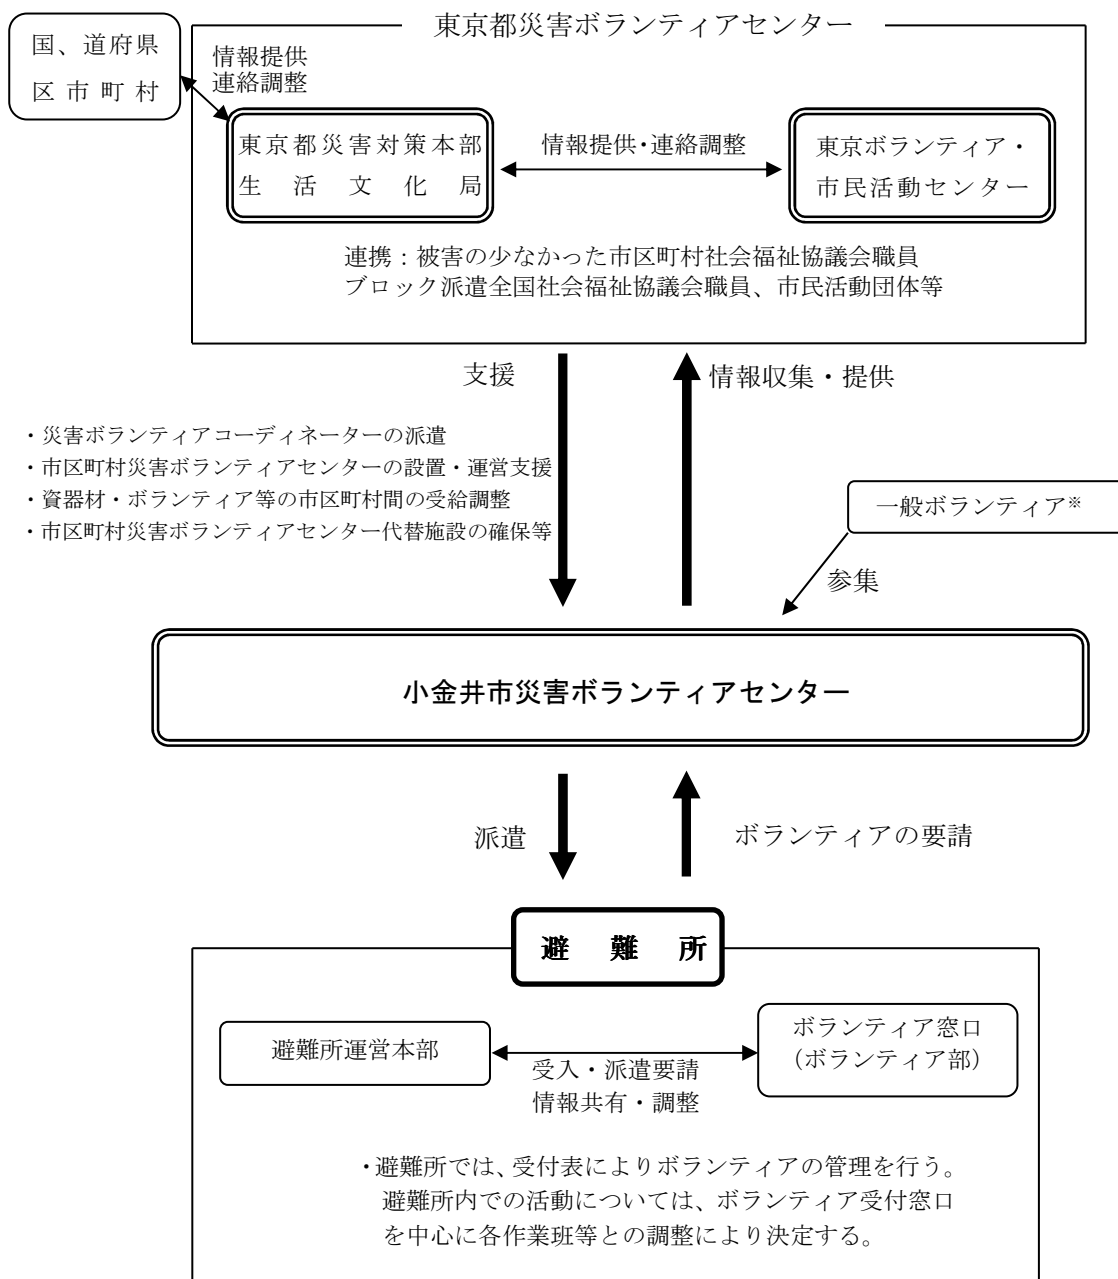 東京都災害ボランティアセンター
国、道府県
区市町村
情報提供
連絡調整
東京都災害対策本部
生活文化局
情報提供・連絡調整
東京ボランティア・
市民活動センター
連携：被害の少なかった市区町村社会福祉協議会職員
ブロック派遣全国社会福祉協議会職員、市民活動団体等
支援
情報収集・提供
・災害ボランティアコーディネーターの派遣
・市区町村災害ボランティアセンターの設置・運営支援
・資器材・ボランティア等の市区町村間の受給調整
・市区町村災害ボランティアセンター代替施設の確保等
一般ボランティア※
参集
小金井市災害ボランティアセンター
派遣
ボランティアの要請
避難所
避難所運営本部
受入・派遣要請
情報共有・調整
ボランティア窓口
（ボランティア部）
・避難所では、受付表によりボランティアの管理を行う。
避難所内での活動については、ボランティア受付窓口
を中心に各作業班等との調整により決定する。